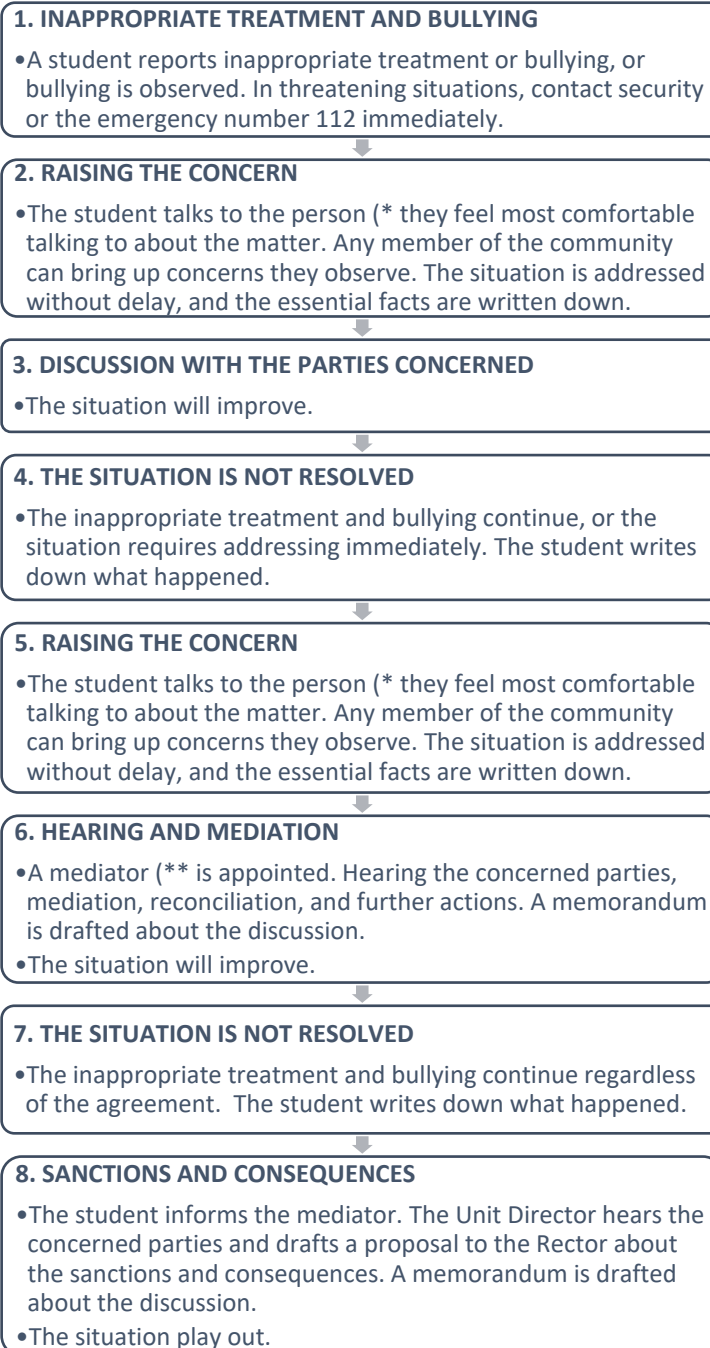 1. INAPPROPRIATE TREATMENT AND BULLYING
•A student reports inappropriate treatment or bullying, or
bullying is observed. In threatening situations, contact security
or the emergency number 112 immediately.
2. RAISING THE CONCERN
•The student talks to the person (* they feel most comfortable
talking to about the matter. Any member of the community
can bring up concerns they observe. The situation is addressed
without delay, and the essential facts are written down.
3. DISCUSSION WITH THE PARTIES CONCERNED
•The situation will improve.
4. THE SITUATION IS NOT RESOLVED
•The inappropriate treatment and bullying continue, or the
situation requires addressing immediately. The student writes
down what happened.
5. RAISING THE CONCERN
•The student talks to the person (* they feel most comfortable
talking to about the matter. Any member of the community
can bring up concerns they observe. The situation is addressed
without delay, and the essential facts are written down.
6. HEARING AND MEDIATION
•A mediator (** is appointed. Hearing the concerned parties,
mediation, reconciliation, and further actions. A memorandum
is drafted about the discussion.
•The situation will improve.
7. THE SITUATION IS NOT RESOLVED
•The inappropriate treatment and bullying continue regardless
of the agreement.  The student writes down what happened.
8. SANCTIONS AND CONSEQUENCES
•The student informs the mediator. The Unit Director hears the
concerned parties and drafts a proposal to the Rector about
the sanctions and consequences. A memorandum is drafted
about the discussion.
•The situation play out.